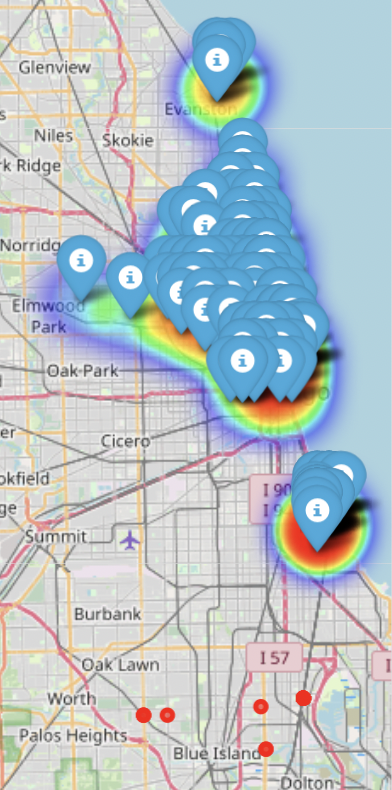 Glenview
Evanston
Niles
Skokie
rk Ridge
Norridg
Elmwood
Park
Oak Park
Cicero
okfield
I 90
Summit
Burbank
I 57
Oak Lawn
Worth
Palos Heights
Blue Island
Dolton